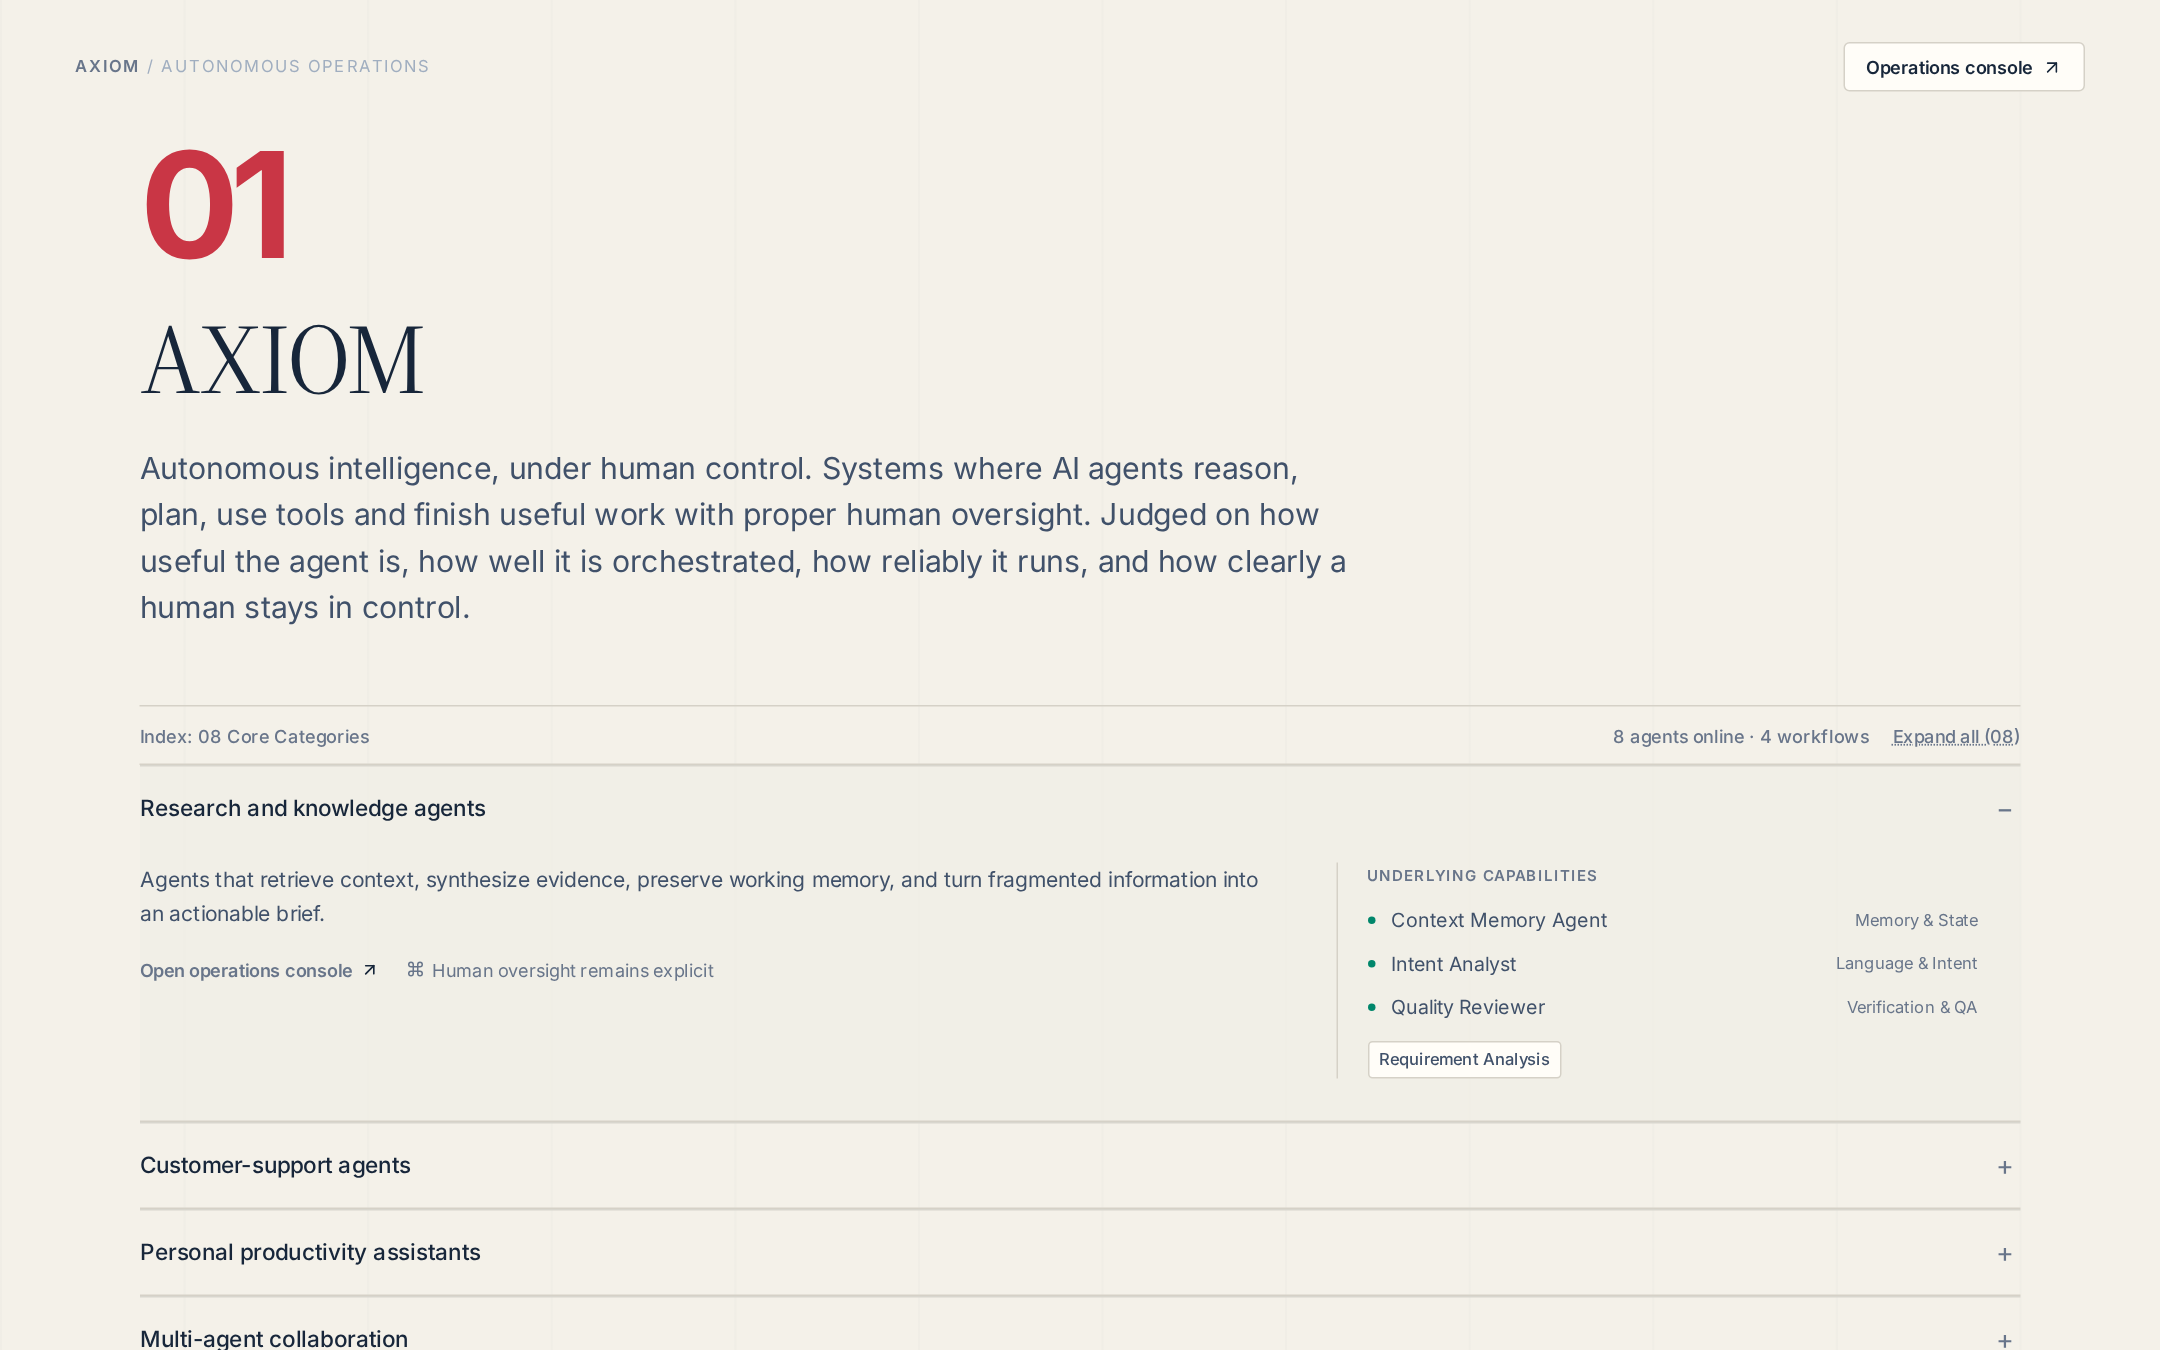 AXIOM / AUTONOMOUS OPERATIONS
Operations console
01
AXIOM
Autonomous intelligence, under human control. Systems where AI agents reason,
plan, use tools and finish useful work with proper human oversight. Judged on how
useful the agent is, how well it is orchestrated, how reliably it runs, and how clearly a
human stays in control.
Index: 08 Core Categories
8 agents online · 4 workflows
Expand all (08)
Research and knowledge agents
Agents that retrieve context, synthesize evidence, preserve working memory, and turn fragmented information into
an actionable brief.
Open operations console
⌘ Human oversight remains explicit
UNDERLYING CAPABILITIES
Context Memory Agent
Memory & State
Intent Analyst
Language & Intent
Quality Reviewer
Verification & QA
Requirement Analysis
Customer-support agents
Personal productivity assistants
Multi-agent collaboration